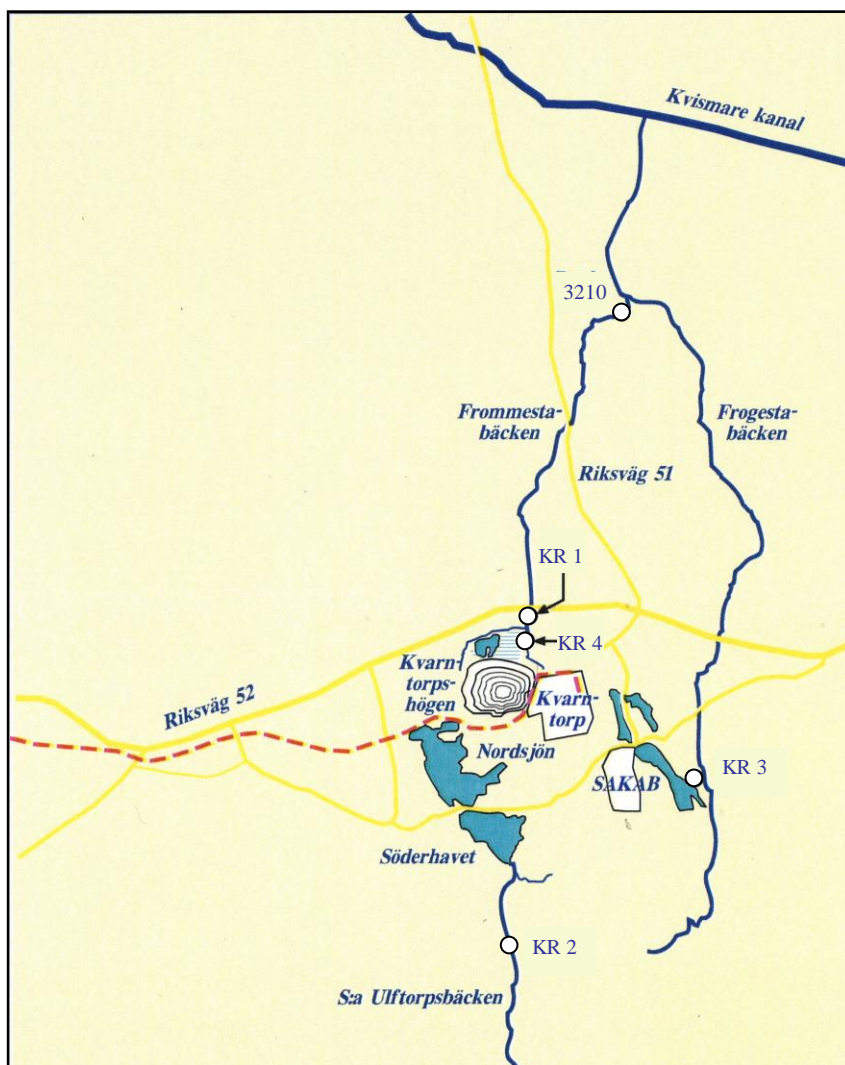 Kvismare kanal
3210
Frommesta-
bäcken
Frogesta-
bäcken
Riksväg 51
KR 1
KR 4
Kvarn-
torps-
högen
Kvarn-
torp
Riksväg 52
Nordsjön
SAKAB
KR 3
Söderhavet
KR 2
S:a Ulftorpsbäcken